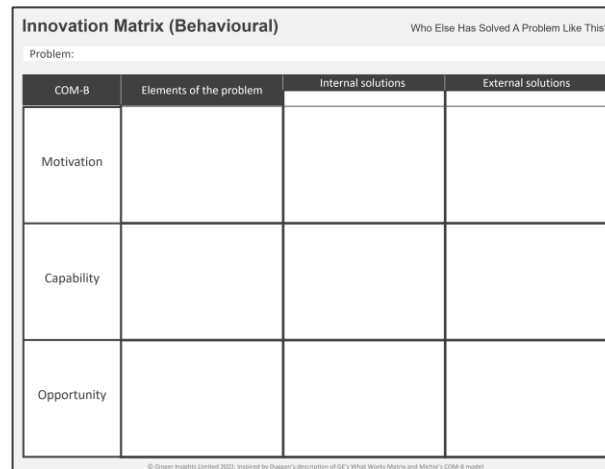 Innovation Matrix (Behavioural)
Who Else Has Solved A Problem Like This?
Problem:
COM-B
Elements of the problem
Internal solutions
External solutions
Motivation
Capability
Opportunity
© Ginger Insights Limited 2022. Inspired by Duggan's description of GE's What Works Matrix and Michie's COM-B model